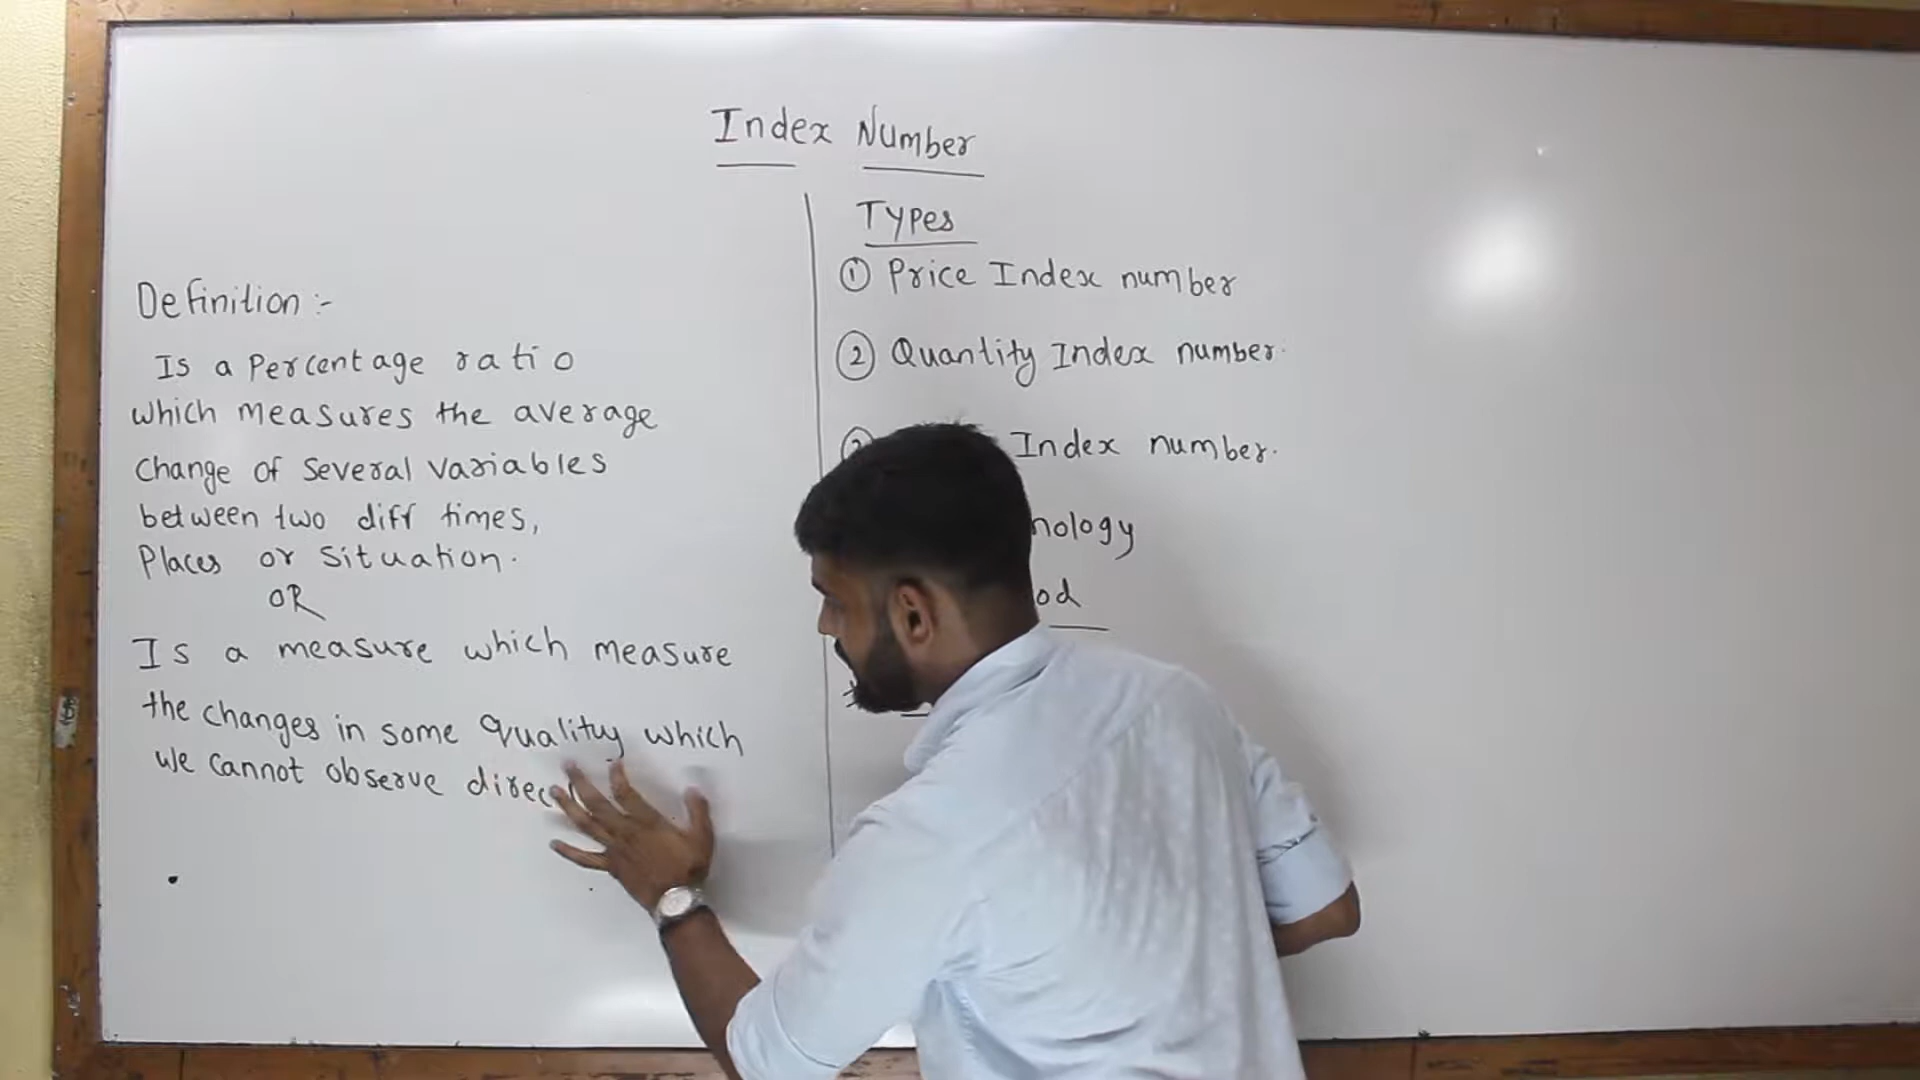 Index Number
Definition :-
Is a Percentage ratio
which measures the average
change of several variables
between two diff times,
Places or situation.
OR
Is a measure which measure
the changes in some quality which
we cannot observe
Types
① Price Index number
② Quantity Index number.
Index number.